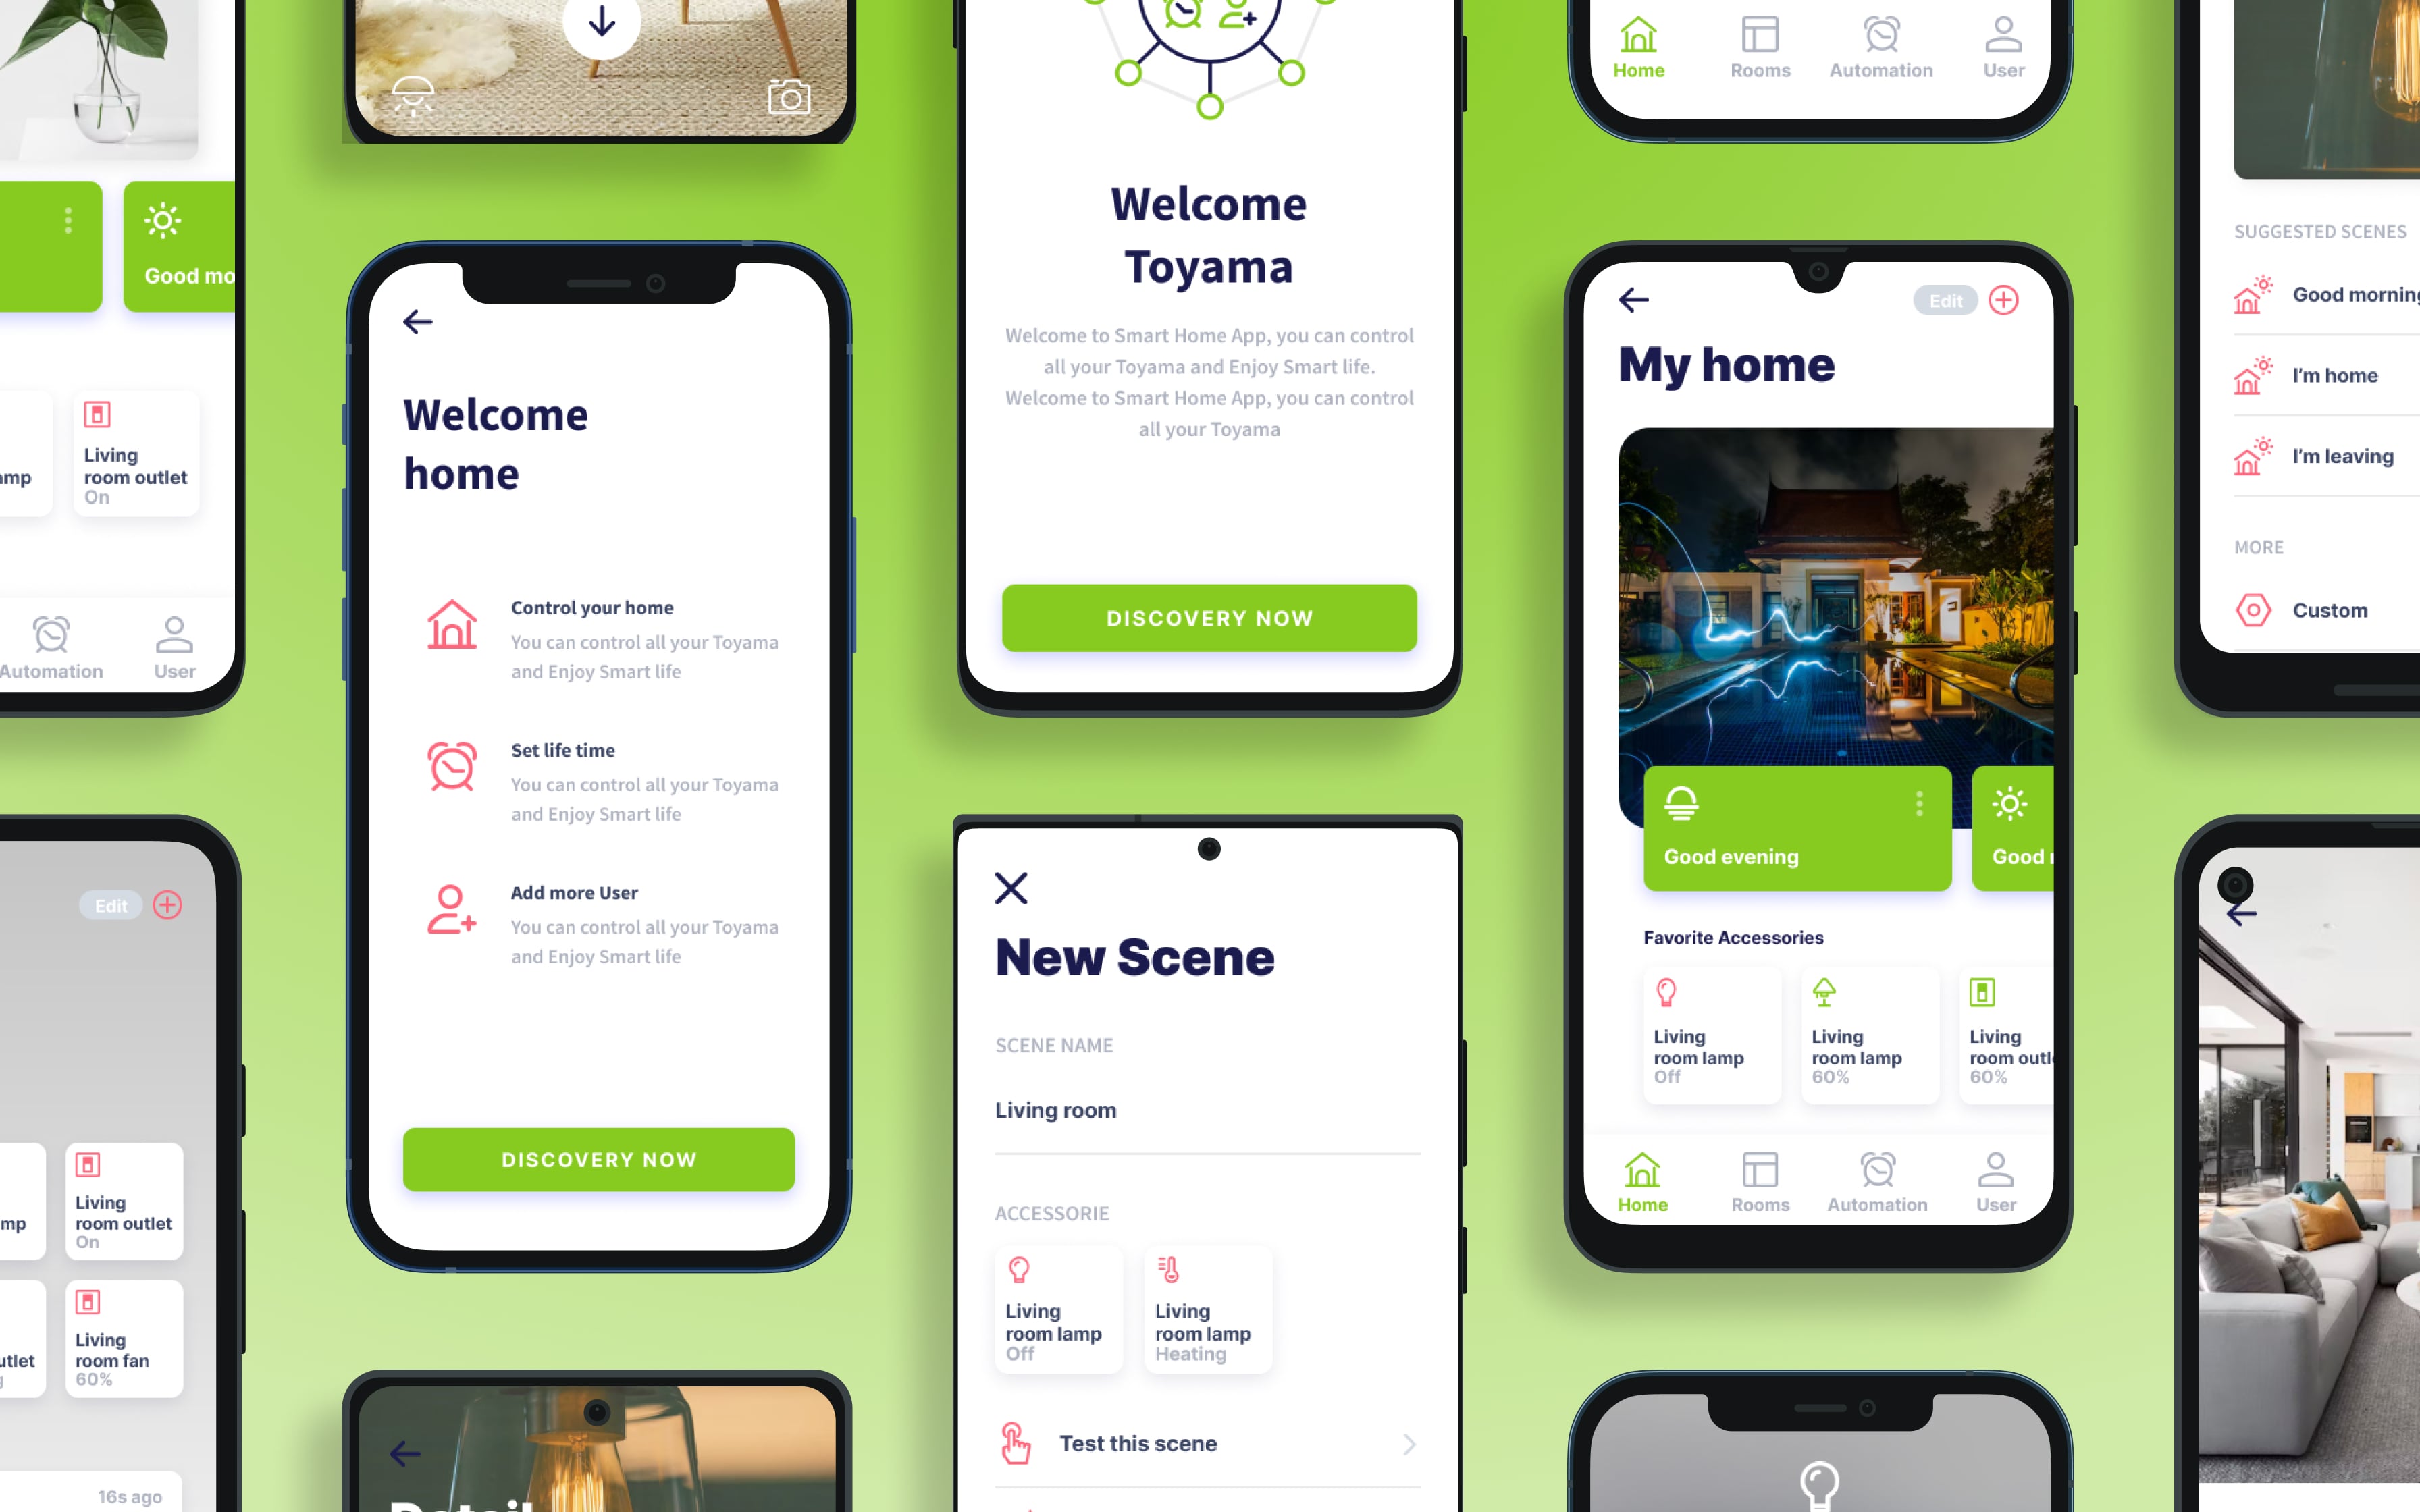 Good mo
Living
room outlet
On
Automation
User
Edit
Living
room outlet
On
Living
room fan
60%
16s ago
Welcome
home
Control your home
You can control all your Toyama
and Enjoy Smart life
Set life time
You can control all your Toyama
and Enjoy Smart life
Add more User
You can control all your Toyama
and Enjoy Smart life
DISCOVERY NOW
Detail
Welcome
Toyama
Welcome to Smart Home App, you can control
all your Toyama and Enjoy Smart life.
Welcome to Smart Home App, you can control
all your Toyama
DISCOVERY NOW
New Scene
SCENE NAME
Living room
ACCESSORIE
Living
room lamp
Off
Living
room lamp
Heating
Test this scene
Home
Rooms
Automation
User
Edit
My home
Good evening
Good
Favorite Accessories
Living
room lamp
Off
Living
room lamp
60%
Living
room outl
60%
Home
Rooms
Automation
User
SUGGESTED SCENES
Good morning
I'm home
I'm leaving
MORE
Custom